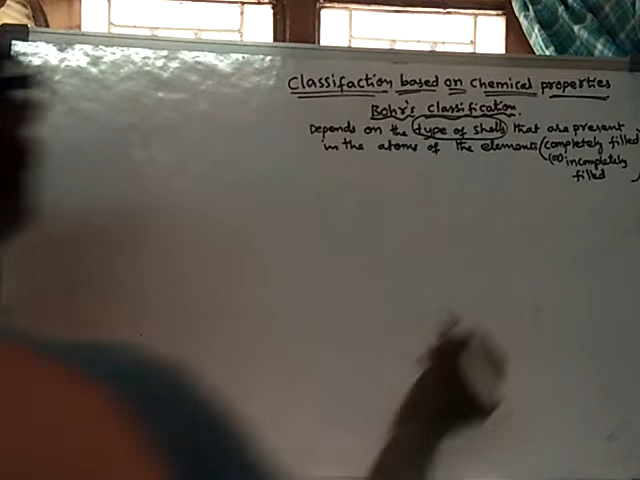 Classifaction based on Chemical properties
Bohr's classification.
Depends on the type of shells that are present
in the atoms of the elements (completely filled
(or) incompletely
filled )